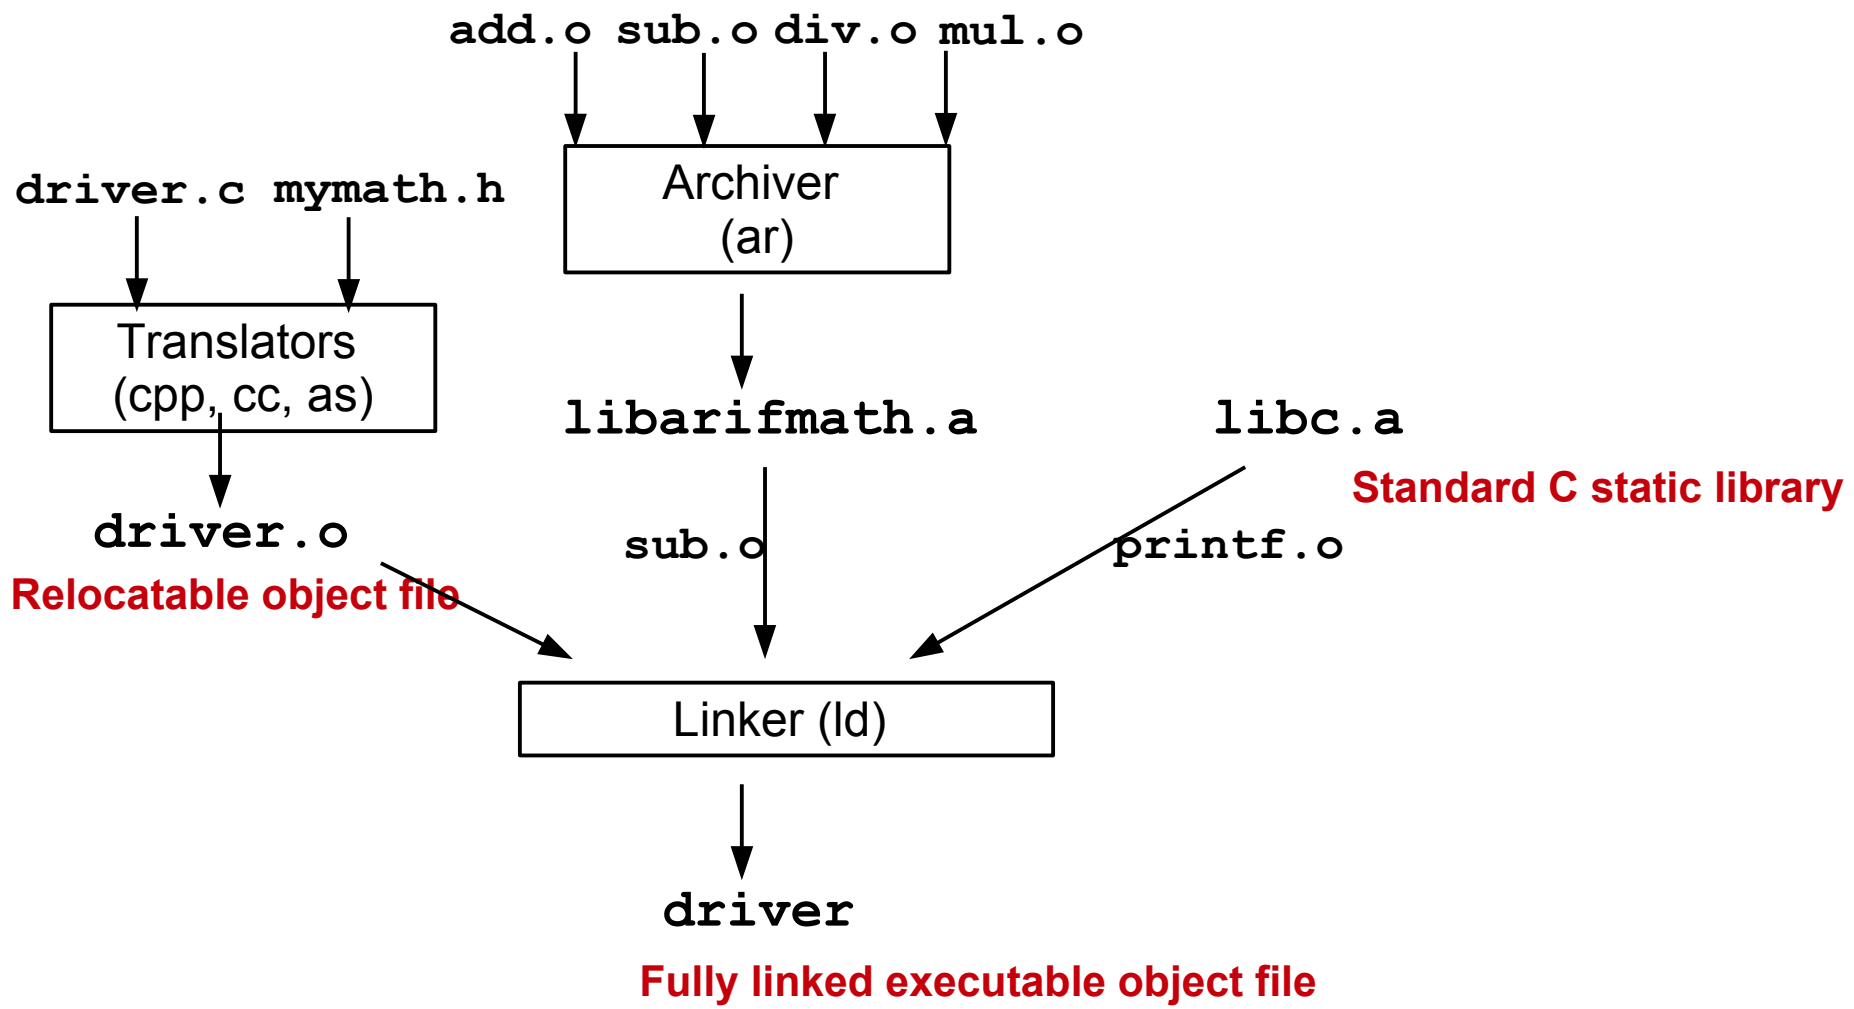 add.o sub.o div.o mul.o
Archiver
(ar)
driver.c mymath.h
Translators
(cpp, cc, as)
libarifmath.a libc.a
Standard C static library
driver.o sub.o printf.o
Relocatable object file
Linker (ld)
driver
Fully linked executable object file